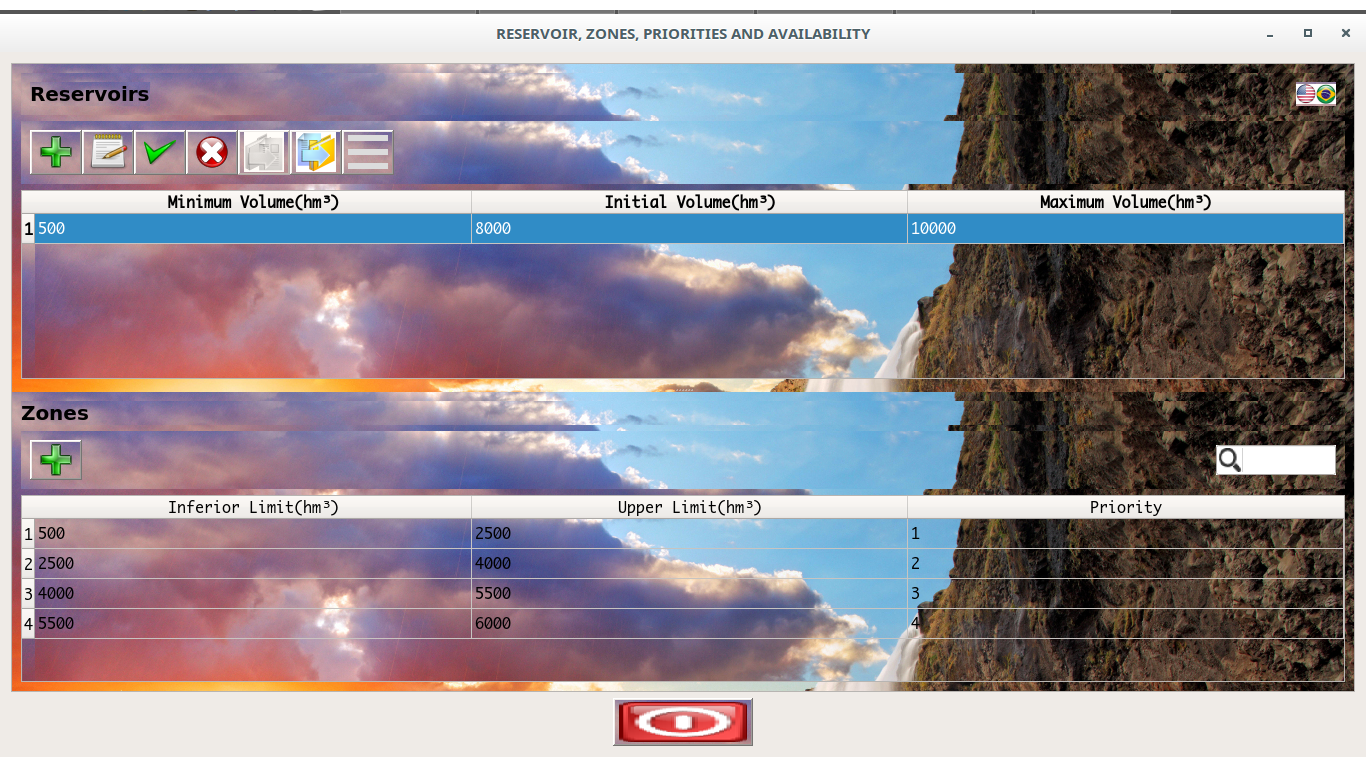 RESERVOIR, ZONES, PRIORITIES AND AVAILABILITY
Reservoirs
Minimum Volume(hm³) Initial Volume(hm³) Maximum Volume(hm³)
1 500 8000 10000
Zones
Inferior Limit(hm³) Upper Limit(hm³) Priority
1 500 2500 1
2 2500 4000 2
3 4000 5500 3
4 5500 6000 4